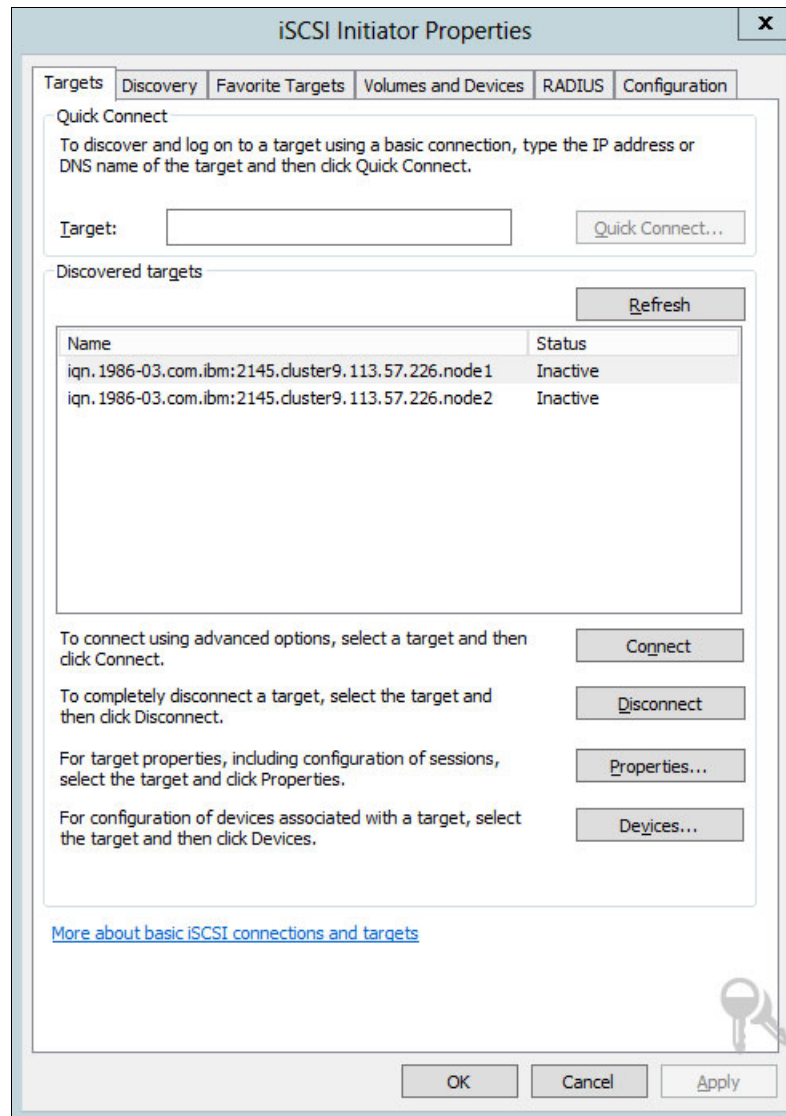 iSCSI Initiator Properties
x
Targets Discovery Favorite Targets Volumes and Devices RADIUS Configuration
Quick Connect
To discover and log on to a target using a basic connection, type the IP address or
DNS name of the target and then click Quick Connect.
Target:
Quick Connect...
Discovered targets
Refresh
Name Status
iqn.1986-03.com.ibm:2145.cluster9.113.57.226.node1 Inactive
iqn.1986-03.com.ibm:2145.cluster9.113.57.226.node2 Inactive
To connect using advanced options, select a target and then
click Connect.
Connect
To completely disconnect a target, select the target and
then click Disconnect.
Disconnect
For target properties, including configuration of sessions,
select the target and click Properties.
Properties...
For configuration of devices associated with a target, select
the target and then click Devices.
Devices...
More about basic iSCSI connections and targets
OK Cancel Apply